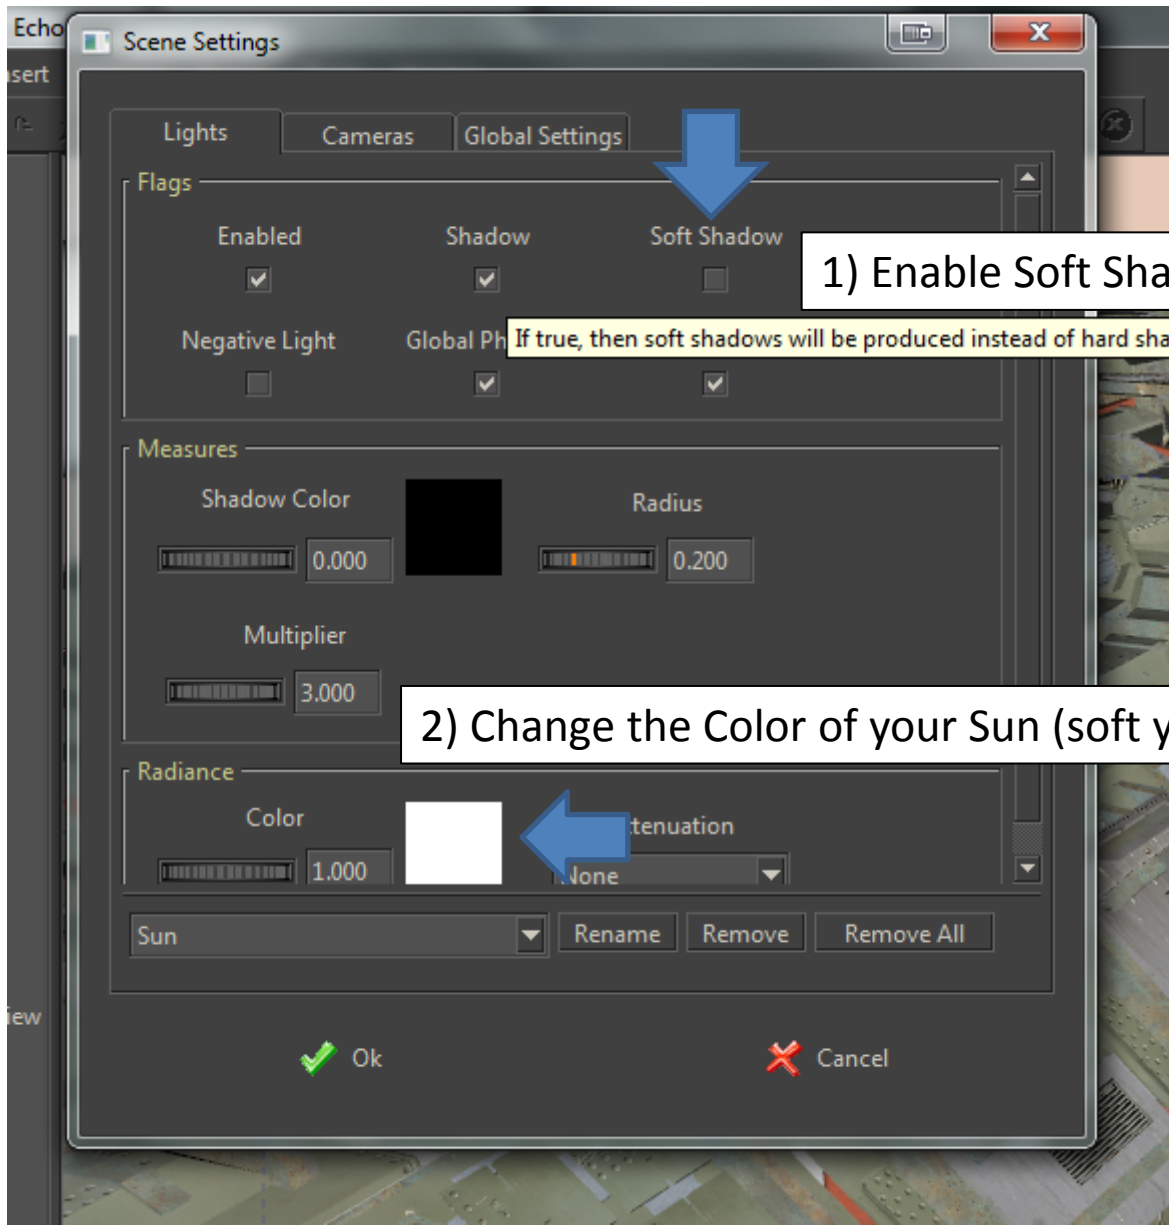 Echo
Scene Settings
nsert
Lights
Cameras
Global Settings
Flags
Enabled
Shadow
Soft Shadow
1) Enable Soft Sha
Negative Light
Global Ph
If true, then soft shadows will be produced instead of hard sha
Measures
Shadow Color
Radius
0.000
0.200
Multiplier
3.000
2) Change the Color of your Sun (soft y
Radiance
Color
ttenuation
1.000
None
Sun
Rename
Remove
Remove All
iew
Ok
Cancel